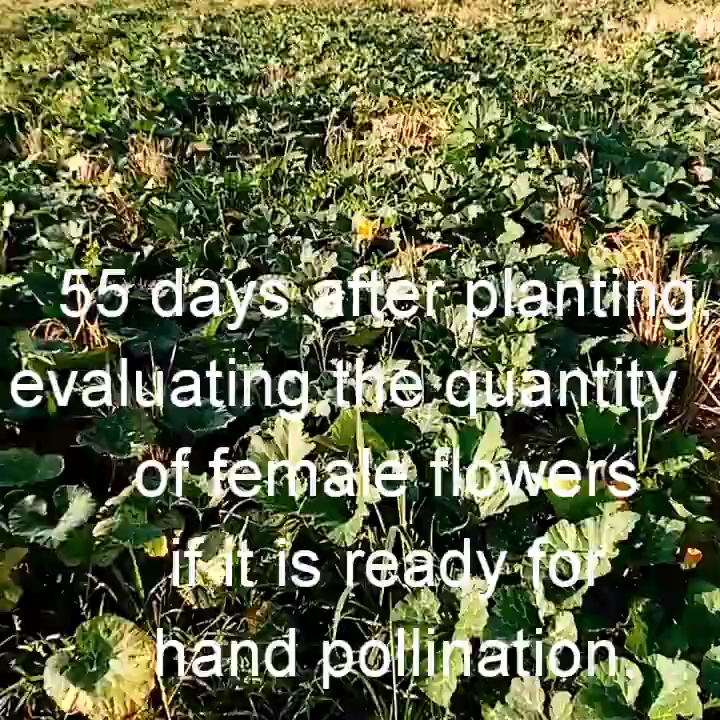 55 days after planting,
evaluating the quantity
of female flowers
if it is ready for
hand pollination.